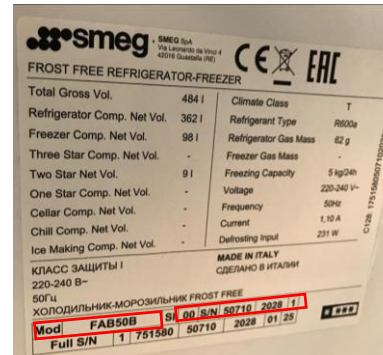 smeg SMEG SpA
Via Leonardo da Vinci 4
42016 Guastalla (RE)
CE EAC
FROST FREE REFRIGERATOR-FREEZER
Total Gross Vol. 484 l
Refrigerator Comp. Net Vol. 362 l
Freezer Comp. Net Vol. 98 l
Three Star Comp. Net Vol. -
Two Star Net Vol. 9 l
One Star Comp. Net Vol. -
Cellar Comp. Net Vol. -
Chill Comp. Net Vol. -
Ice Making Comp. Net Vol. -
Climate Class T
Refrigerant Type R600a
Refrigerator Gas Mass 62 g
Freezer Gas Mass -
Freezing Capacity 5 kg/24h
Voltage 220-240 V~
Frequency 50Hz
Current 1,10 A
Defrosting Input 231 W
КЛАСС ЗАЩИТЫ I
220-240 В~
50Гц
MADE IN ITALY
СДЕЛАНО В ИТАЛИИ
ХОЛОДИЛЬНИК-МОРОЗИЛЬНИК FROST FREE
Mod FAB50B SI 00 S/N 50710 2028 1
Full S/N 1 751580 50710 2028 01 25